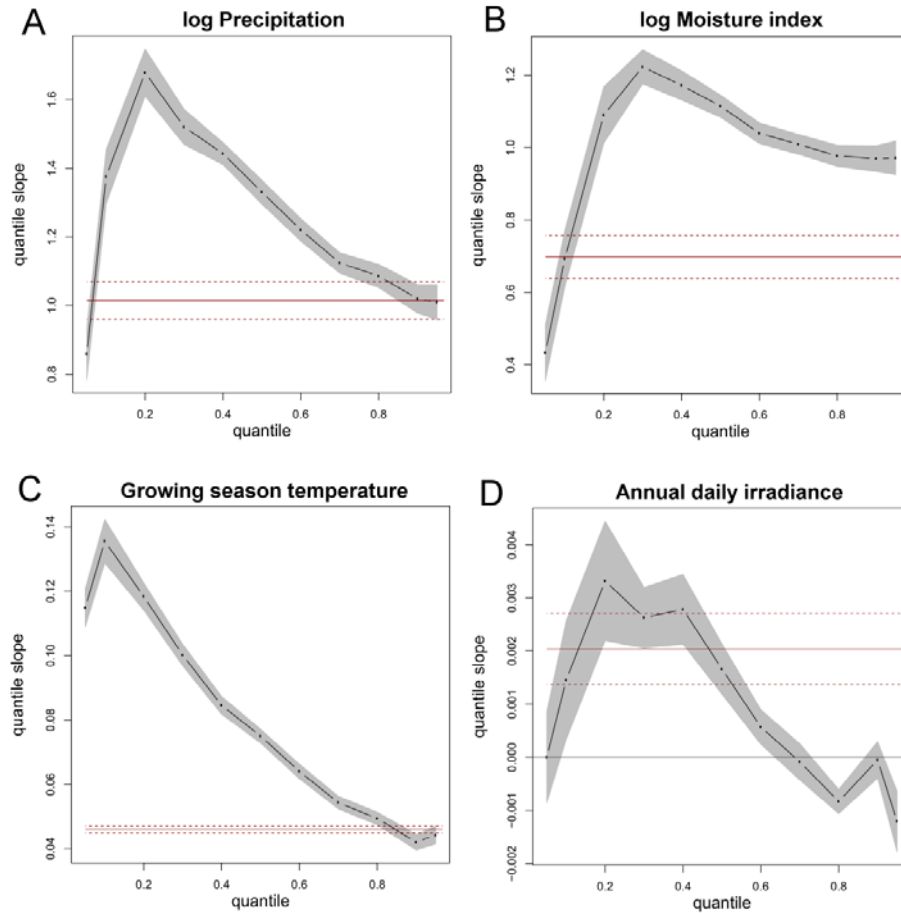 A
log Precipitation
quantile slope
1.6
1.4
1.2
1.0
0.8
0.2 0.4 0.6 0.8
quantile
B
log Moisture index
quantile slope
1.2
1.0
0.8
0.6
0.4
0.2 0.4 0.6 0.8
quantile
C
Growing season temperature
quantile slope
0.14
0.12
0.10
0.08
0.06
0.04
0.2 0.4 0.6 0.8
quantile
D
Annual daily irradiance
quantile slope
0.004
0.003
0.002
0.001
0.000
−0.001
−0.002
0.2 0.4 0.6 0.8
quantile